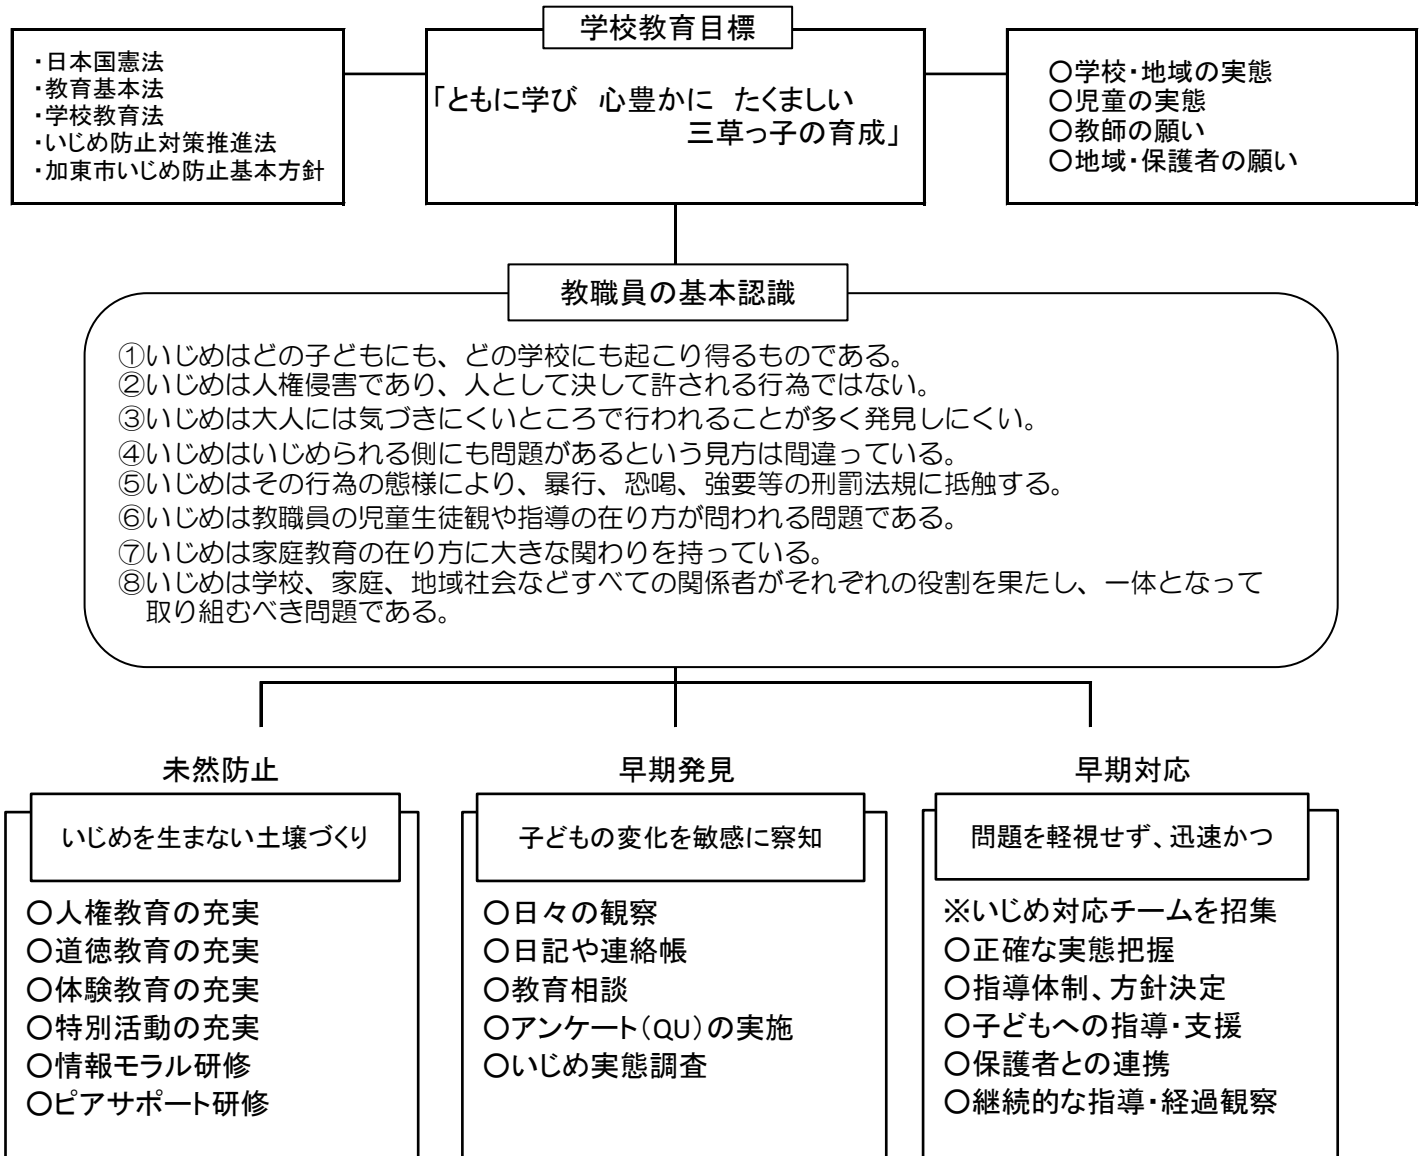 学校教育目標
・日本国憲法
・教育基本法
・学校教育法
・いじめ防止対策推進法
・加東市いじめ防止基本方針
「ともに学び 心豊かに たくましい
三草っ子の育成」
〇学校・地域の実態
〇児童の実態
〇教師の願い
〇地域・保護者の願い
教職員の基本認識
①いじめはどの子どもにも、どの学校にも起こり得るものである。
②いじめは人権侵害であり、人として決して許される行為ではない。
③いじめは大人には気づきにくいところで行われることが多く発見しにくい。
④いじめはいじめられる側にも問題があるという見方は間違っている。
⑤いじめはその行為の態様により、暴行、恐喝、強要等の刑罰法規に抵触する。
⑥いじめは教職員の児童生徒観や指導の在り方が問われる問題である。
⑦いじめは家庭教育の在り方に大きな関わりを持っている。
⑧いじめは学校、家庭、地域社会などすべての関係者がそれぞれの役割を果たし、一体となって
取り組むべき問題である。
未然防止
いじめを生まない土壌づくり
〇人権教育の充実
〇道徳教育の充実
〇体験教育の充実
〇特別活動の充実
〇情報モラル研修
〇ピアサポート研修
早期発見
子どもの変化を敏感に察知
〇日々の観察
〇日記や連絡帳
〇教育相談
〇アンケート（QU）の実施
〇いじめ実態調査
早期対応
問題を軽視せず、迅速かつ
※いじめ対応チームを招集
〇正確な実態把握
〇指導体制、方針決定
〇子どもへの指導・支援
〇保護者との連携
〇継続的な指導・経過観察